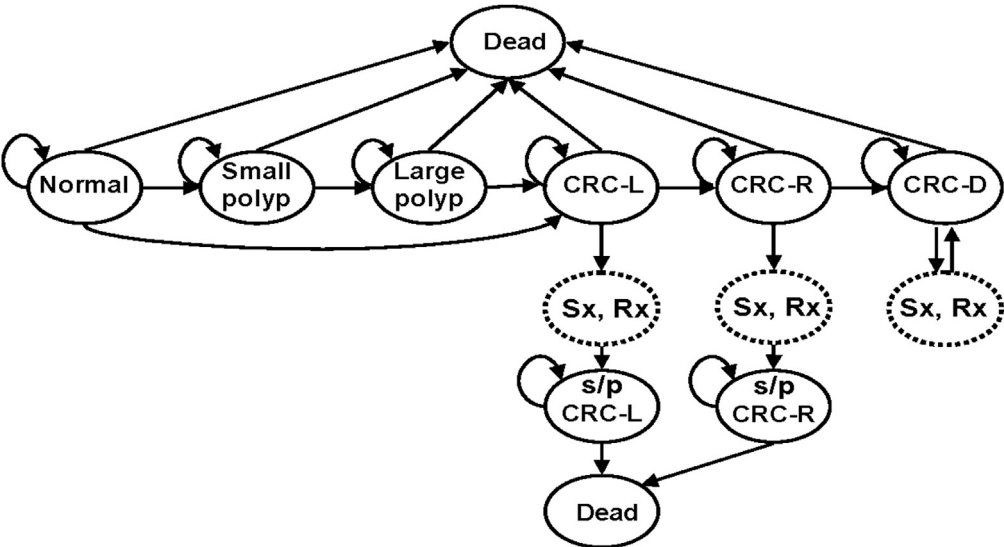 Dead
Normal
Small
polyp
Large
polyp
CRC-L
CRC-R
CRC-D
Sx, Rx
Sx, Rx
Sx, Rx
s/p
CRC-L
s/p
CRC-R
Dead